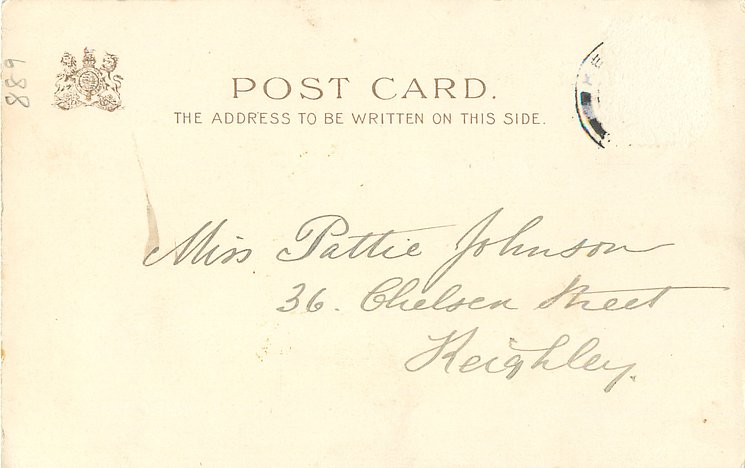 889
POST CARD.
THE ADDRESS TO BE WRITTEN ON THIS SIDE.
Miss Pattie Johnson
36. Chelsea Street
Keighley.